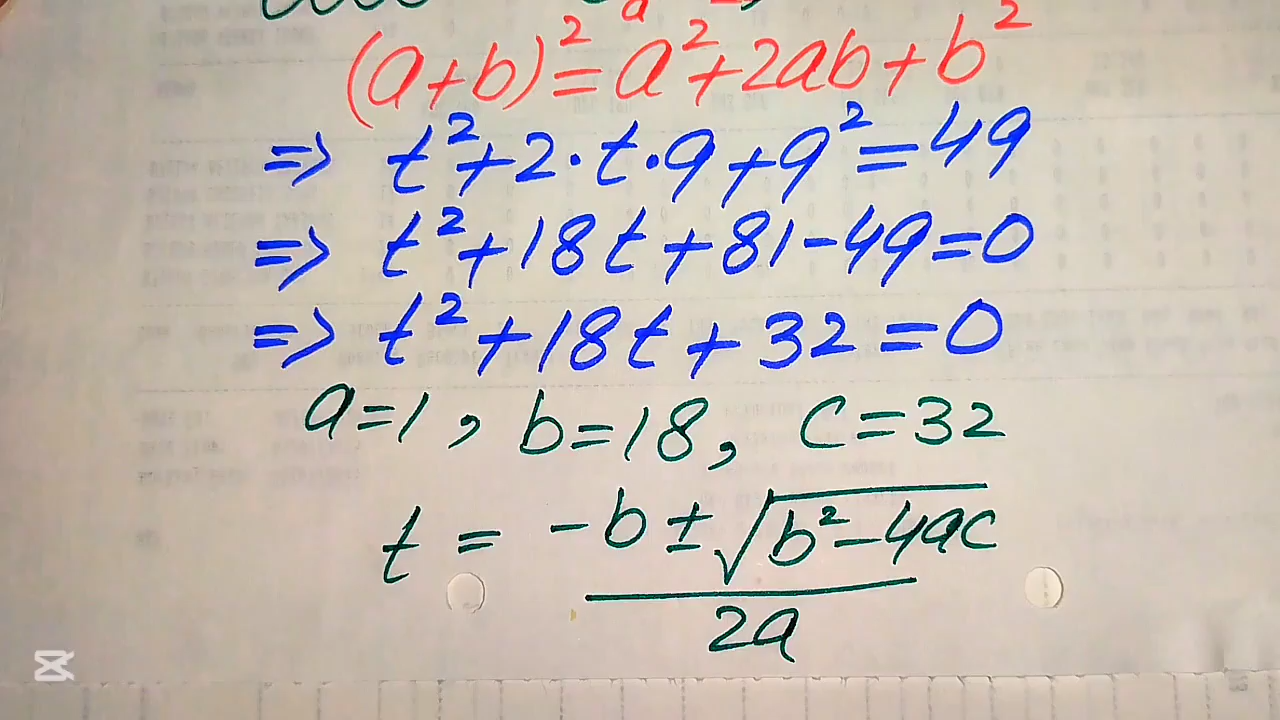 (a+b)²=a²+2ab+b²
=> t²+2·t·9+9²=49
=> t²+18t+81-49=0
=> t²+18t+32=0
a=1, b=18, c=32
t = -b±√b²-4ac
2a